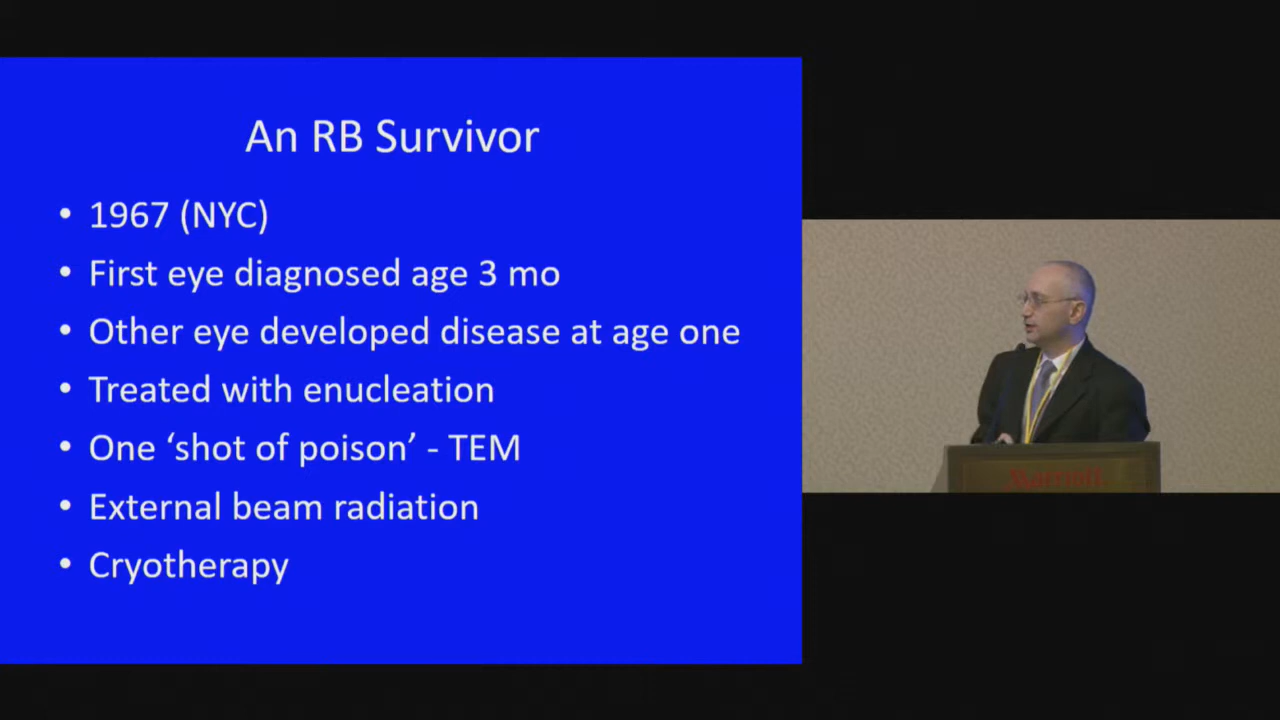 An RB Survivor
• 1967 (NYC)
• First eye diagnosed age 3 mo
• Other eye developed disease at age one
• Treated with enucleation
• One ‘shot of poison’ - TEM
• External beam radiation
• Cryotherapy
Marriott